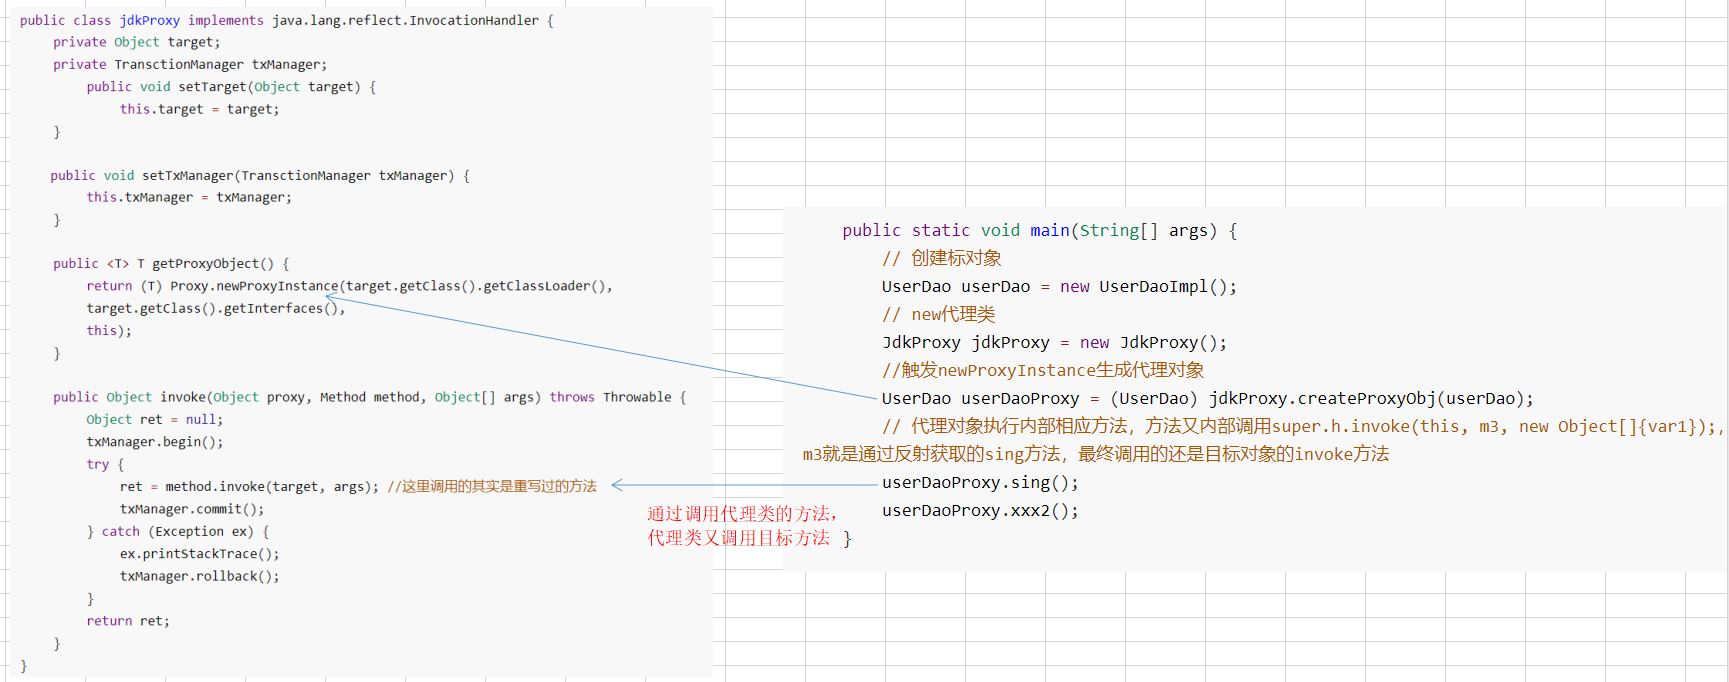 public class jdkProxy implements java.lang.reflect.InvocationHandler {
private Object target;
private TransctionManager txManager;
public void setTarget(Object target) {
this.target = target;
}
public void setTxManager(TransctionManager txManager) {
this.txManager = txManager;
}
public <T> T getProxyObject() {
return (T) Proxy.newProxyInstance(target.getClass().getClassLoader(),
target.getClass().getInterfaces(),
this);
}
public Object invoke(Object proxy, Method method, Object[] args) throws Throwable {
Object ret = null;
txManager.begin();
try {
ret = method.invoke(target, args); //这里调用的其实是重写过的方法
txManager.commit();
} catch (Exception ex) {
ex.printStackTrace();
txManager.rollback();
}
return ret;
}
}
通过调用代理类的方法，
代理类又调用目标方法
public static void main(String[] args) {
// 创建标对象
UserDao userDao = new UserDaoImpl();
// new代理类
JdkProxy jdkProxy = new JdkProxy();
//触发newProxyInstance生成代理对象
UserDao userDaoProxy = (UserDao) jdkProxy.createProxyObj(userDao);
// 代理对象执行内部相应方法，方法又内部调用super.h.invoke(this, m3, new Object[]{var1});,
m3就是通过反射获取的sing方法，最终调用的还是目标对象的invoke方法
userDaoProxy.sing();
userDaoProxy.xxx2();
}